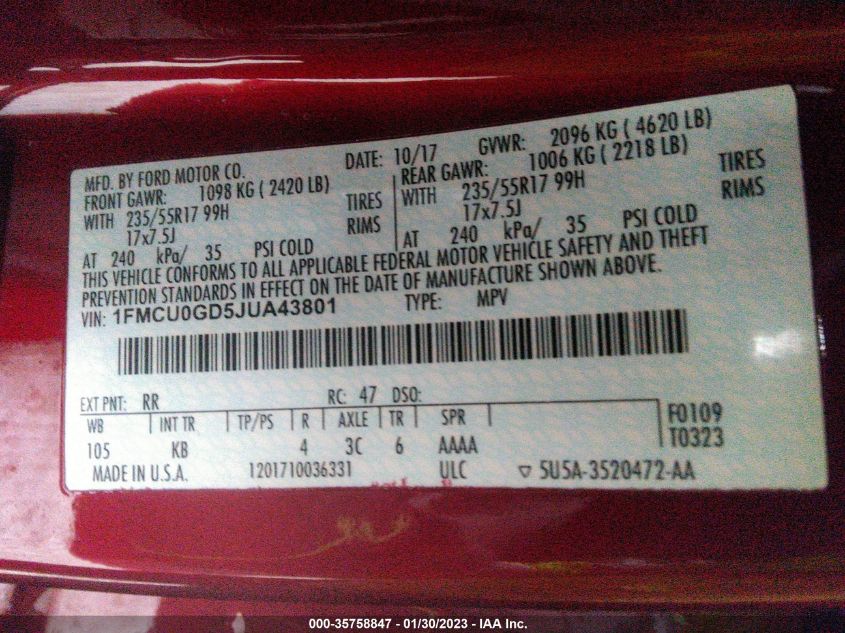 MFD. BY FORD MOTOR CO. DATE: 10/17 GVWR: 2096 KG ( 4620 LB)
FRONT GAWR: 1098 KG ( 2420 LB) REAR GAWR: 1006 KG ( 2218 LB)
WITH 235/55R17 99H TIRES WITH 235/55R17 99H TIRES
17x7.5J RIMS 17x7.5J RIMS
AT 240 kPa/ 35 PSI COLD AT 240 kPa/ 35 PSI COLD
THIS VEHICLE CONFORMS TO ALL APPLICABLE FEDERAL MOTOR VEHICLE SAFETY AND THEFT
PREVENTION STANDARDS IN EFFECT ON THE DATE OF MANUFACTURE SHOWN ABOVE.
VIN: 1FMCU0GD5JUA43801 TYPE: MPV
EXT PNT: RR RC: 47 DSO:
WB INT TR TP/PS R AXLE TR SPR F0109
105 KB 4 3C 6 AAAA T0323
MADE IN U.S.A. 1201710036331 ULC ▽ 5U5A-3520472-AA
000-35758847 — 01/30/2023 — IAA Inc.